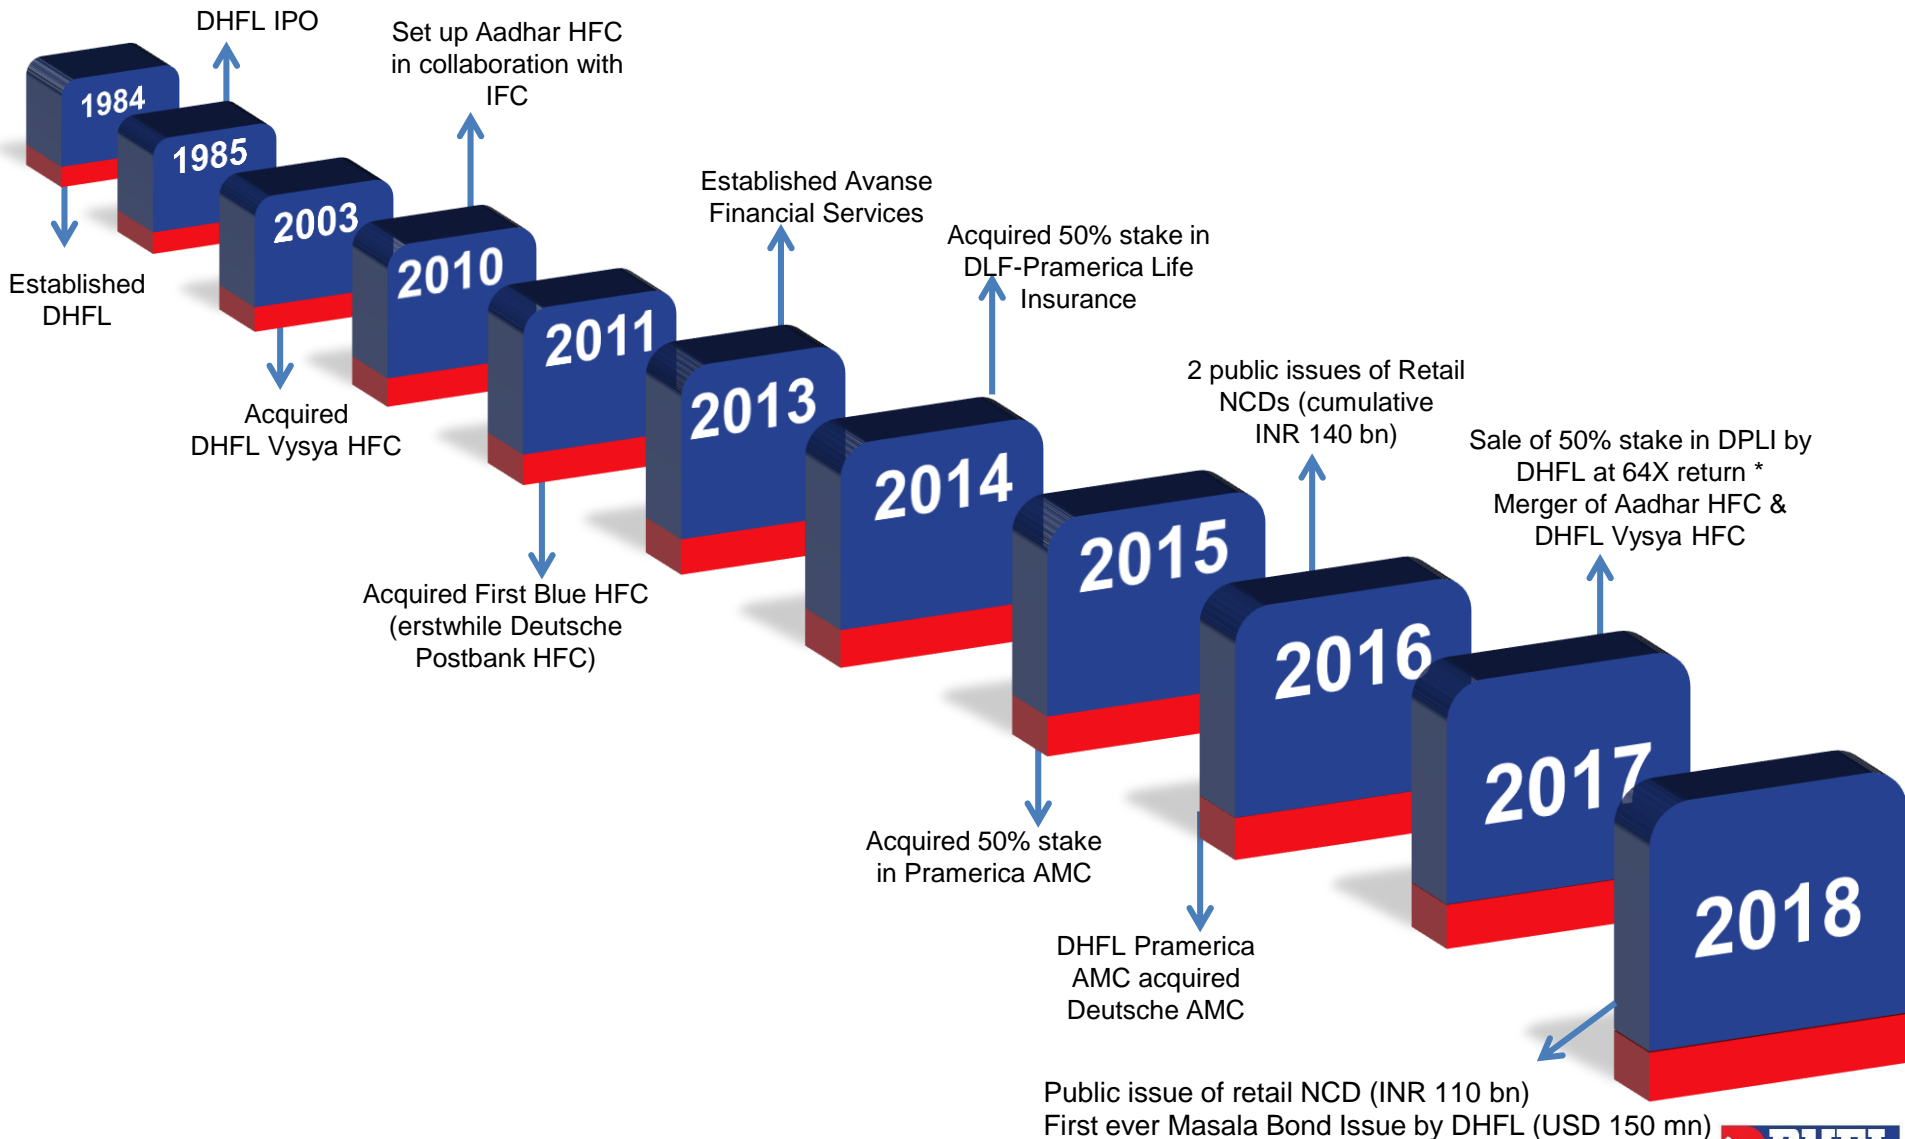 DHFL IPO
Set up Aadhar HFC
in collaboration with
IFC
1984
1985
2003
2010
Established
DHFL
Established Avanse
Financial Services
Acquired 50% stake in
DLF-Pramerica Life
Insurance
2011
2013
Acquired
DHFL Vysya HFC
2 public issues of Retail
NCDs (cumulative
INR 140 bn)
Sale of 50% stake in DPLI by
DHFL at 64X return *
Merger of Aadhar HFC &
DHFL Vysya HFC
2014
2015
Acquired First Blue HFC
(erstwhile Deutsche
Postbank HFC)
2016
2017
Acquired 50% stake
in Pramerica AMC
2018
DHFL Pramerica
AMC acquired
Deutsche AMC
Public issue of retail NCD (INR 110 bn)
First ever Masala Bond Issue by DHFL (USD 150 mn)